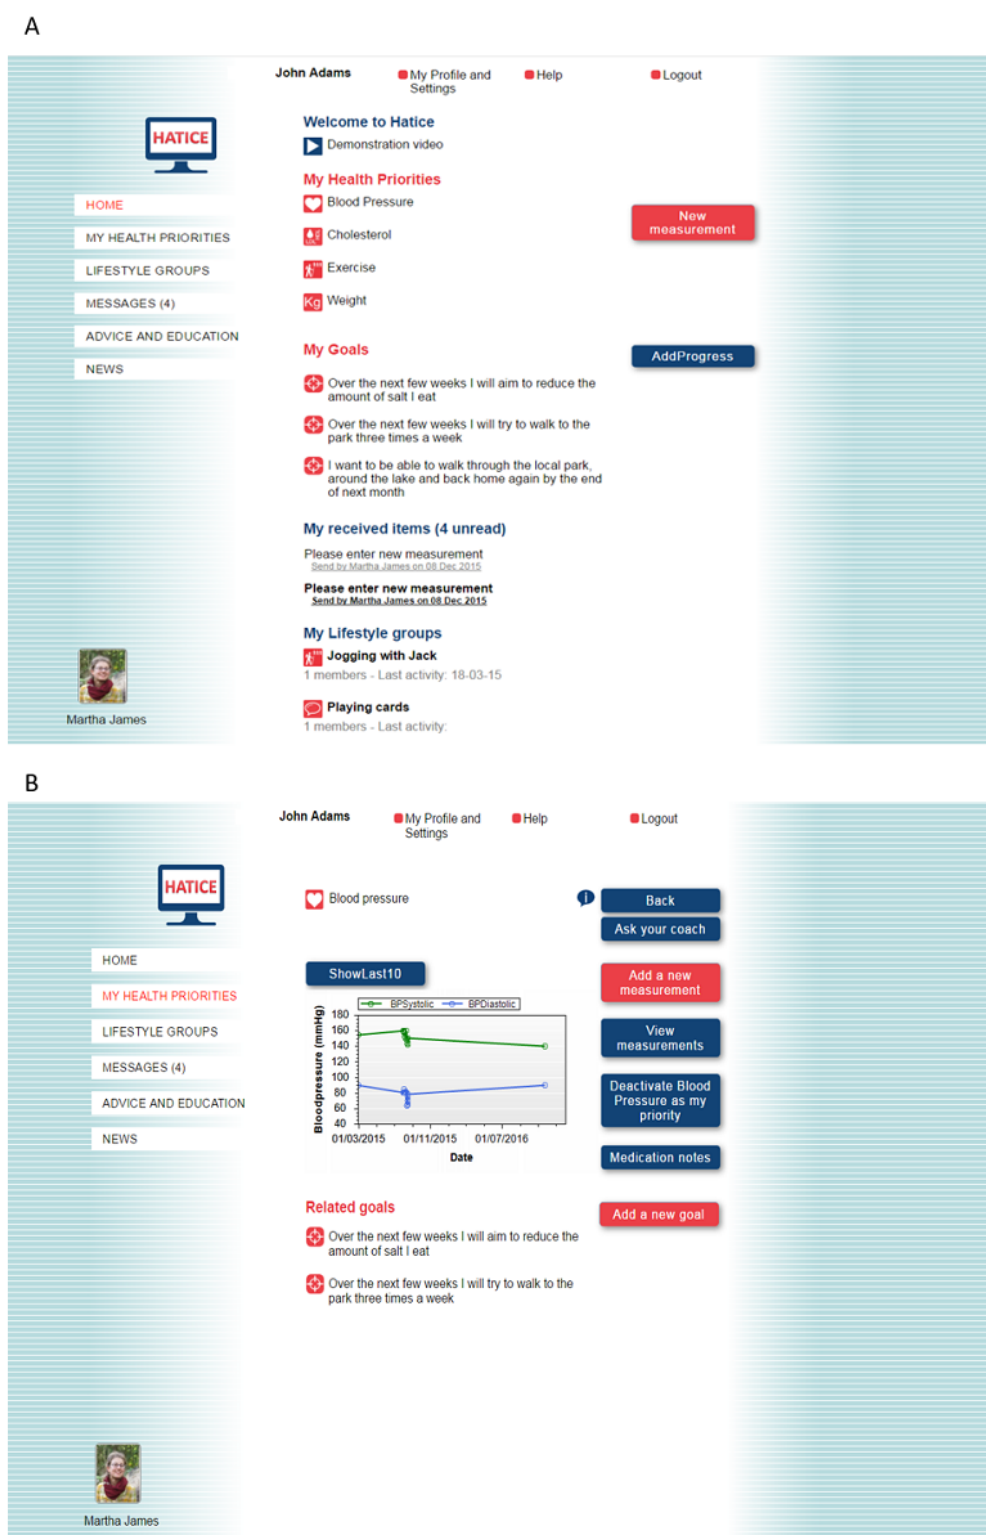 A
John Adams
My Profile and
Settings
Help
Logout
HATICE
HOME
MY HEALTH PRIORITIES
LIFESTYLE GROUPS
MESSAGES (4)
ADVICE AND EDUCATION
NEWS
Welcome to Hatice
Demonstration video
My Health Priorities
Blood Pressure
Cholesterol
Exercise
Kg Weight
New
measurement
My Goals
AddProgress
Over the next few weeks I will aim to reduce the
amount of salt I eat
Over the next few weeks I will try to walk to the
park three times a week
I want to be able to walk through the local park,
around the lake and back home again by the end
of next month
My received items (4 unread)
Please enter new measurement
Send by Martha James on 08 Dec 2015
Please enter new measurement
Send by Martha James on 08 Dec 2015
My Lifestyle groups
Jogging with Jack
1 members - Last activity: 18-03-15
Playing cards
1 members - Last activity:
Martha James
B
John Adams
My Profile and
Settings
Help
Logout
HATICE
HOME
MY HEALTH PRIORITIES
LIFESTYLE GROUPS
MESSAGES (4)
ADVICE AND EDUCATION
NEWS
Blood pressure
i
Back
Ask your coach
ShowLast10
Add a new
measurement
View
measurements
Deactivate Blood
Pressure as my
priority
Medication notes
BPSystolic BPDiastolic
Bloodpressure (mmHg)
180
160
140
120
100
80
60
40
01/03/2015 01/11/2015 01/07/2016
Date
Related goals
Add a new goal
Over the next few weeks I will aim to reduce the
amount of salt I eat
Over the next few weeks I will try to walk to the
park three times a week
Martha James